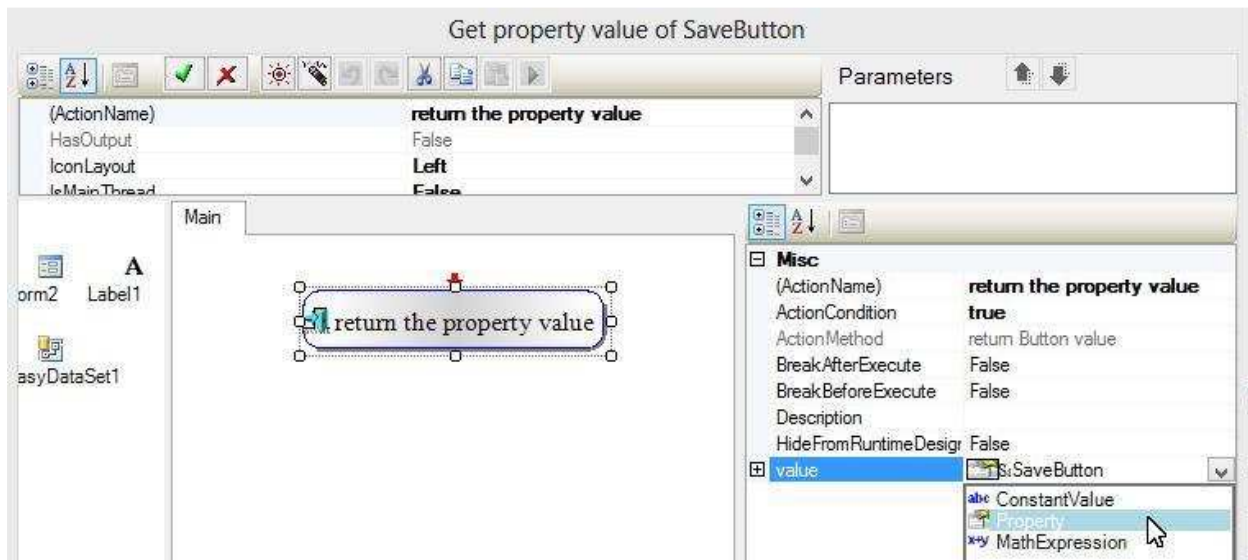 Get property value of SaveButton
Parameters
(ActionName) return the property value
HasOutput False
IconLayout Left
IsMainThread False
Main
orm2 A Label1
asyDataSet1
return the property value
Misc
(ActionName) return the property value
ActionCondition true
ActionMethod return Button value
BreakAfterExecute False
BreakBeforeExecute False
Description
HideFromRuntimeDesigr False
value SaveButton
abc ConstantValue
Property
x+y MathExpression